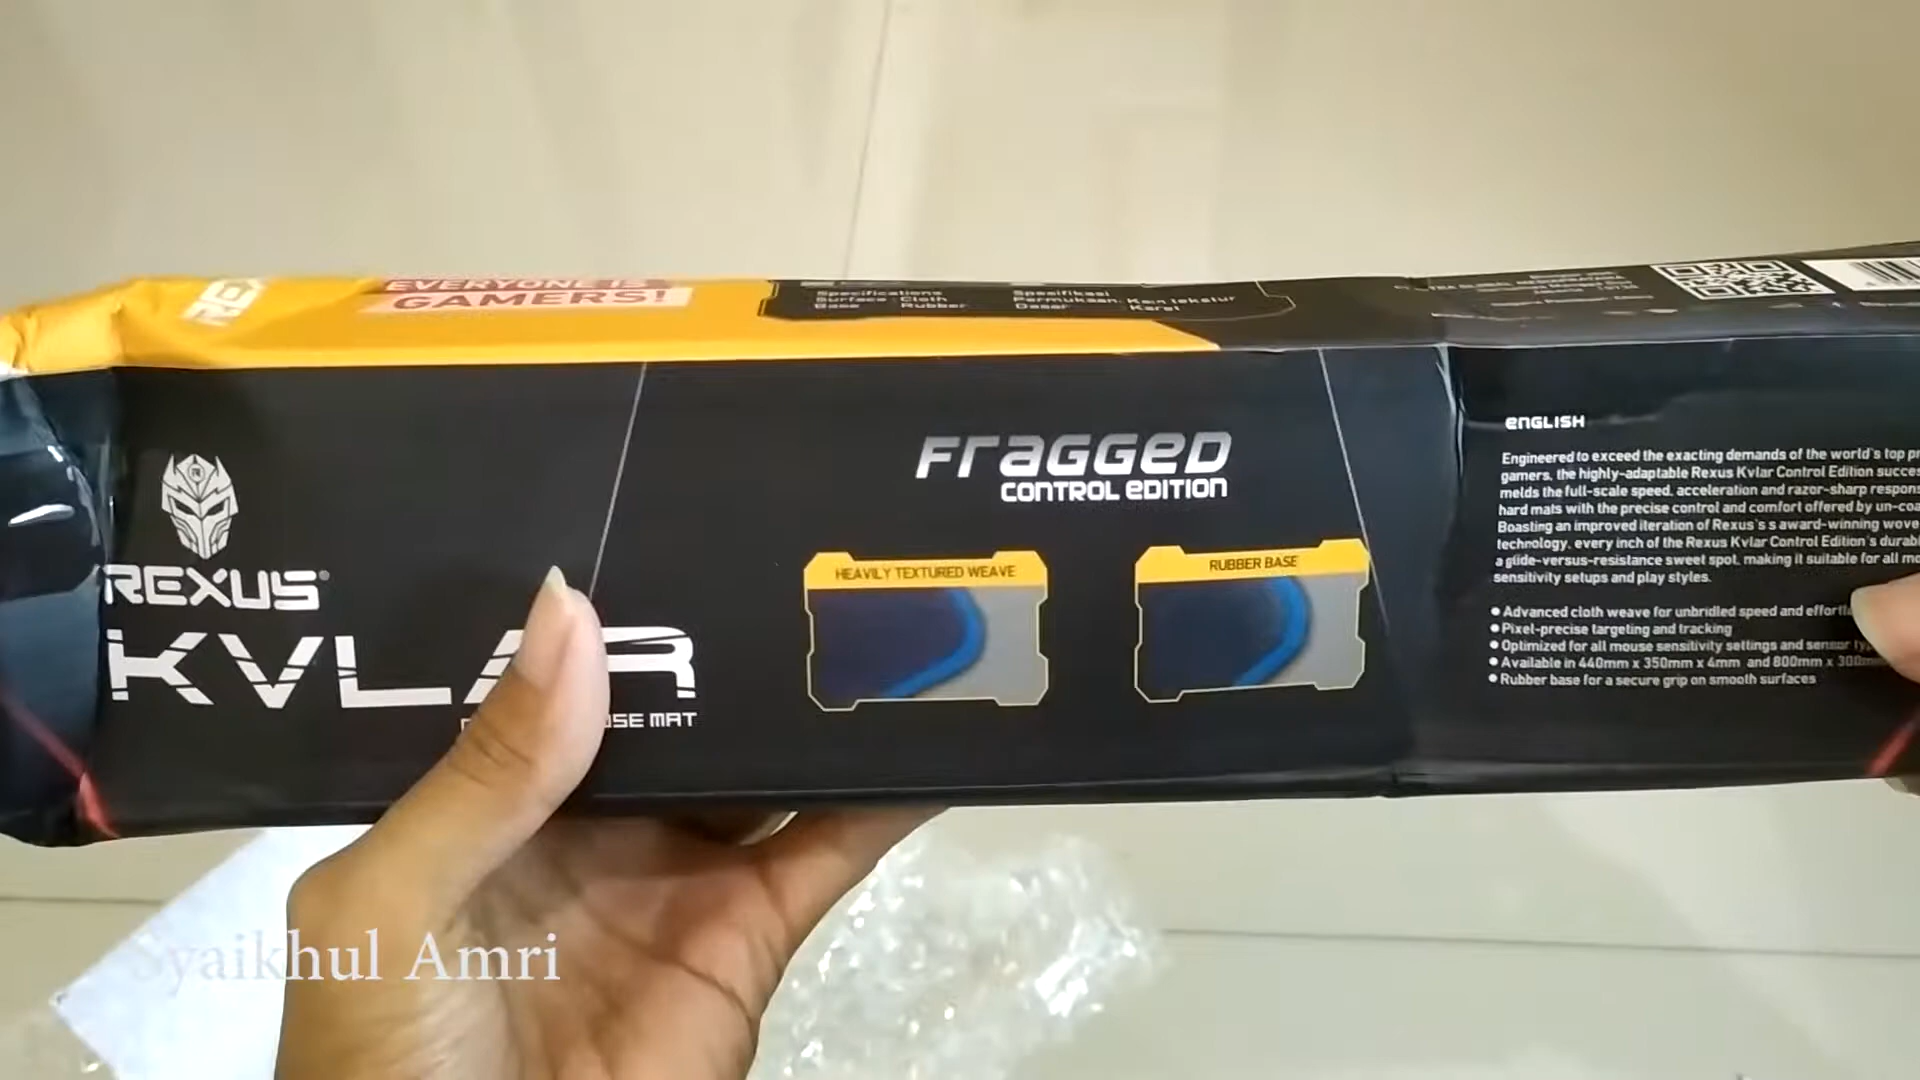 REX
EVERYONE IS
GAMERS!
Specifications
Surface : Cloth
Base : Rubber
Spesifikasi
Permukaan: Kain tekstur
Dasar : Karet
REXUS®
KVLAR
MAT
FRAGGED
CONTROL EDITION
HEAVILY TEXTURED WEAVE
RUBBER BASE
ENGLISH
Engineered to exceed the exacting demands of the world's top
gamers, the highly-adaptable Rexus Kvlar Control Edition
melds the full-scale speed, acceleration and razor-sharp
hard mats with the precise control and comfort offered by
Boasting an improved iteration of Rexus's s award-winning
technology, every inch of the Rexus Kvlar Control Edition's
a glide-versus-resistance sweet spot, making it suitable for all
sensitivity setups and play styles.
● Advanced cloth weave for unbridled speed and
● Pixel-precise targeting and tracking
● Optimized for all mouse sensitivity settings and sensor
● Available in 440mm x 350mm x 4mm and 800mm x 300mm
● Rubber base for a secure grip on smooth surfaces
Syaikhul Amri